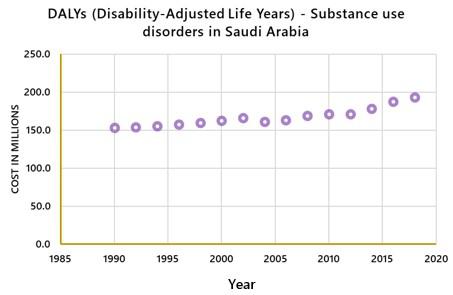 DALYs (Disability-Adjusted Life Years) - Substance use
disorders in Saudi Arabia
250.0
200.0
150.0
100.0
50.0
0.0
COST IN MILLIONS
1985 1990 1995 2000 2005 2010 2015 2020
Year